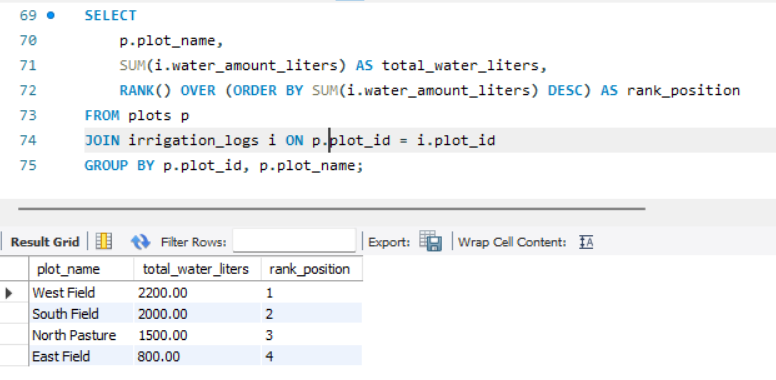 69 SELECT
70 p.plot_name,
71 SUM(i.water_amount_liters) AS total_water_liters,
72 RANK() OVER (ORDER BY SUM(i.water_amount_liters) DESC) AS rank_position
73 FROM plots p
74 JOIN irrigation_logs i ON p.plot_id = i.plot_id
75 GROUP BY p.plot_id, p.plot_name;
Result Grid Filter Rows: Export: Wrap Cell Content: IA
plot_name total_water_liters rank_position
West Field 2200.00 1
South Field 2000.00 2
North Pasture 1500.00 3
East Field 800.00 4